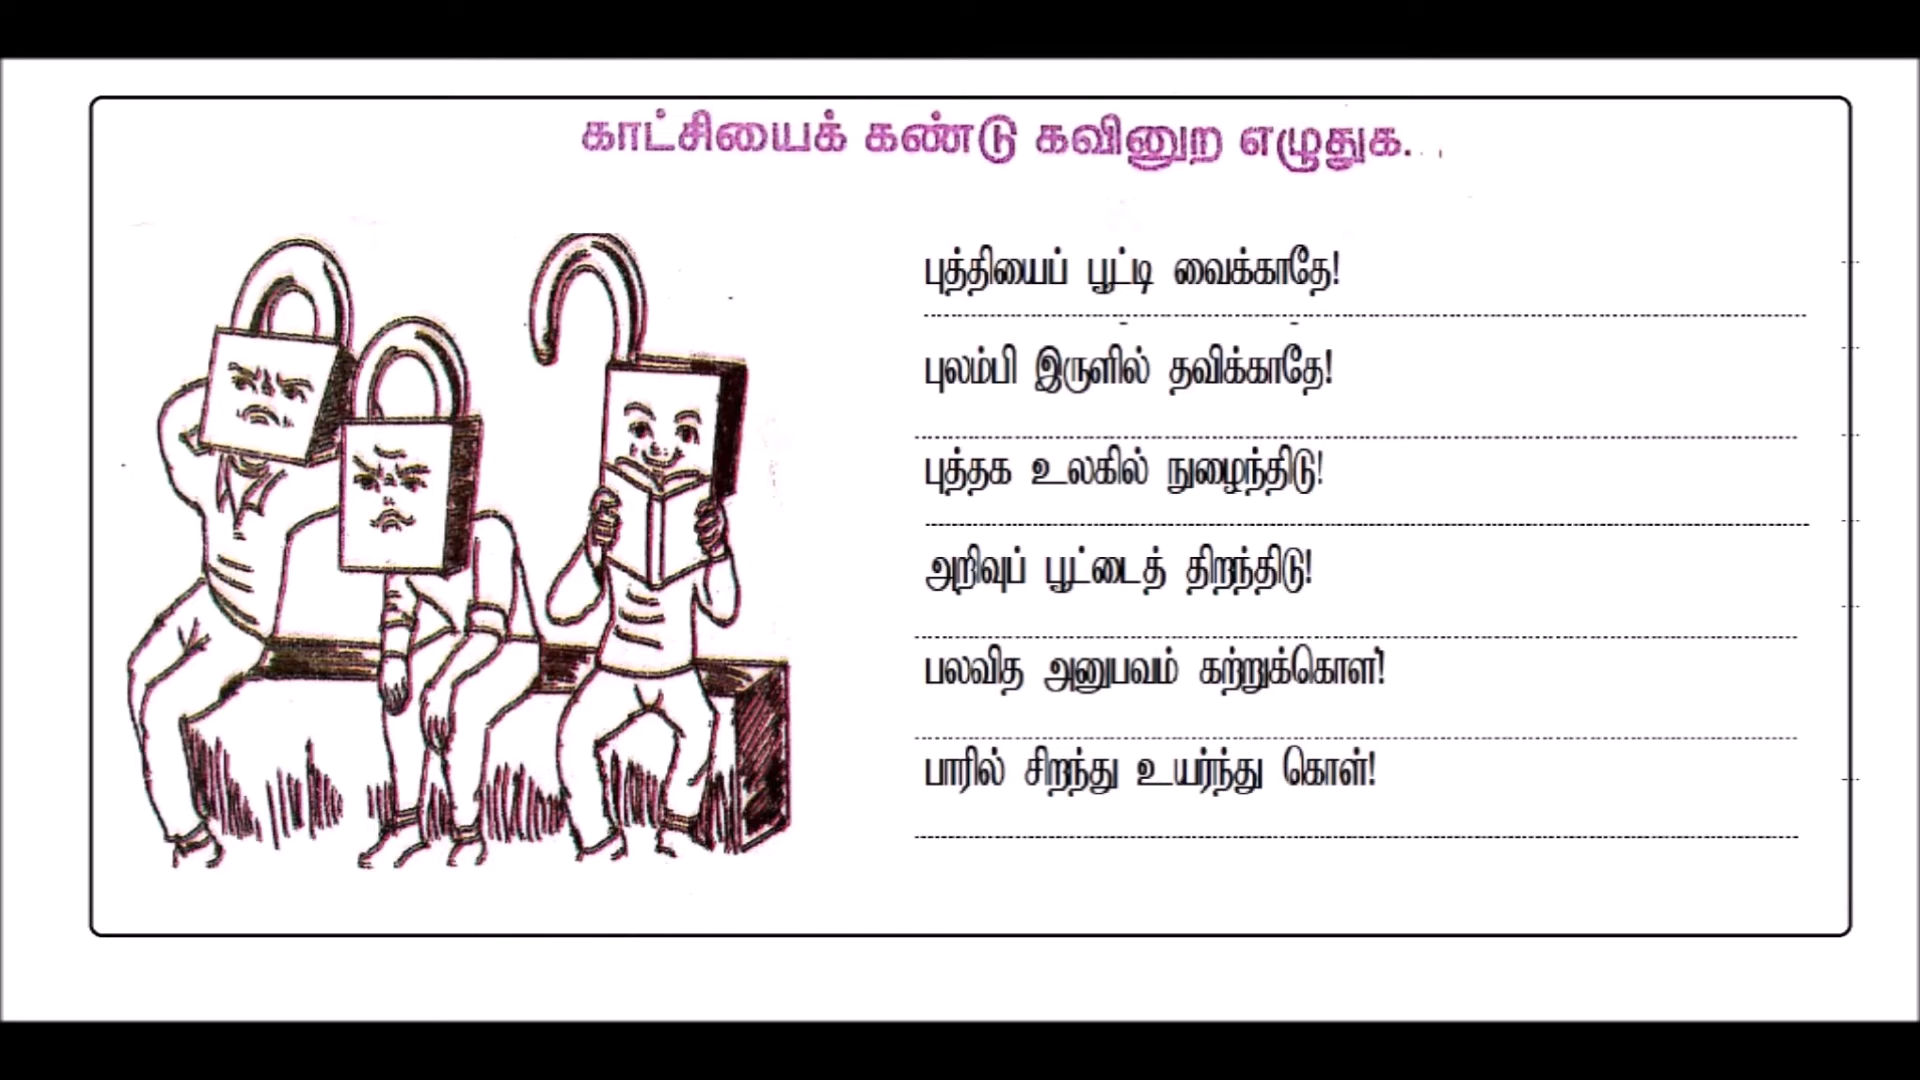 காட்சியைக் கண்டு கவினுற எழுதுக...
புத்தியைப் பூட்டி வைக்காதே!
புலம்பி இருளில் தவிக்காதே!
புத்தக உலகில் நுழைந்திடு!
அறிவுப் பூட்டைத் திறந்திடு!
பலவித அனுபவம் கற்றுக்கொள்!
பாரில் சிறந்து உயர்ந்து கொள்!